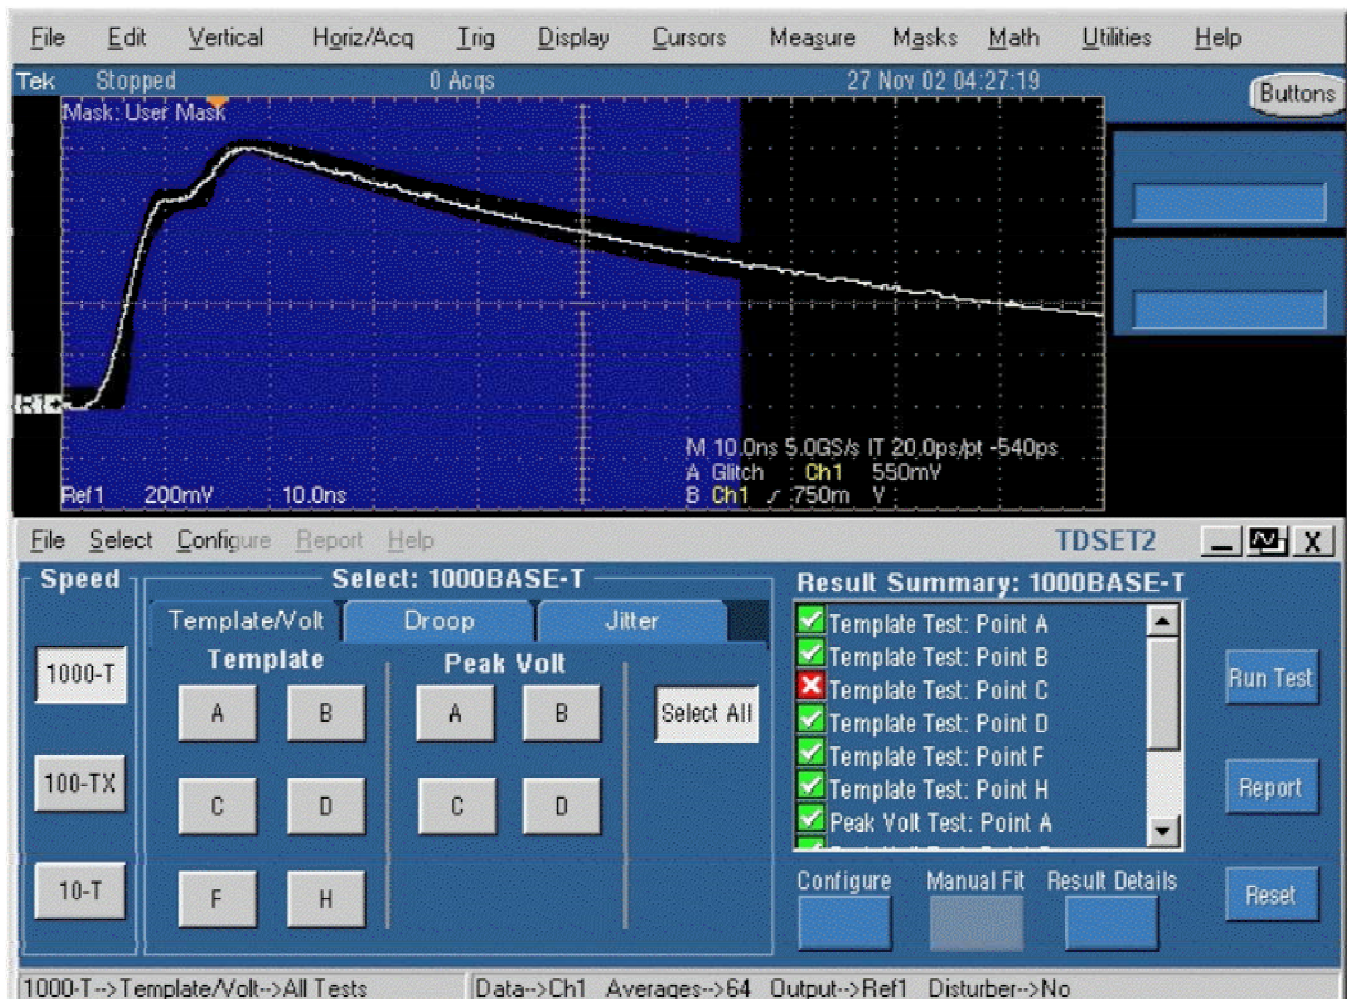 File Edit Vertical Horiz/Acq Trig Display Cursors Measure Masks Math Utilities Help
Tek Stopped 0 Acqs 27 Nov 02 04:27:19
Buttons
Mask: User Mask
M 10.0ns 5.0GS/s IT 20.0ps/pt -540ps
A Glitch Ch1 550mV
B Ch1 750m V
Ref1 200mV 10.0ns
File Select Configure Report Help TDSET2 X
Speed
1000-T
100-TX
10-T
Select: 1000BASE-T
Template/Volt Droop Jitter
Template Peak Volt
A B A B Select All
C D C D
F H
Result Summary: 1000BASE-T
Template Test: Point A
Template Test: Point B
Template Test: Point C
Template Test: Point D
Template Test: Point F
Template Test: Point H
Peak Volt Test: Point A
Configure Manual Fit Result Details
Run Test
Report
Reset
1000-T-->Template/Volt-->All Tests Data-->Ch1 Averages-->64 Output->Ref1 Disturber-->No